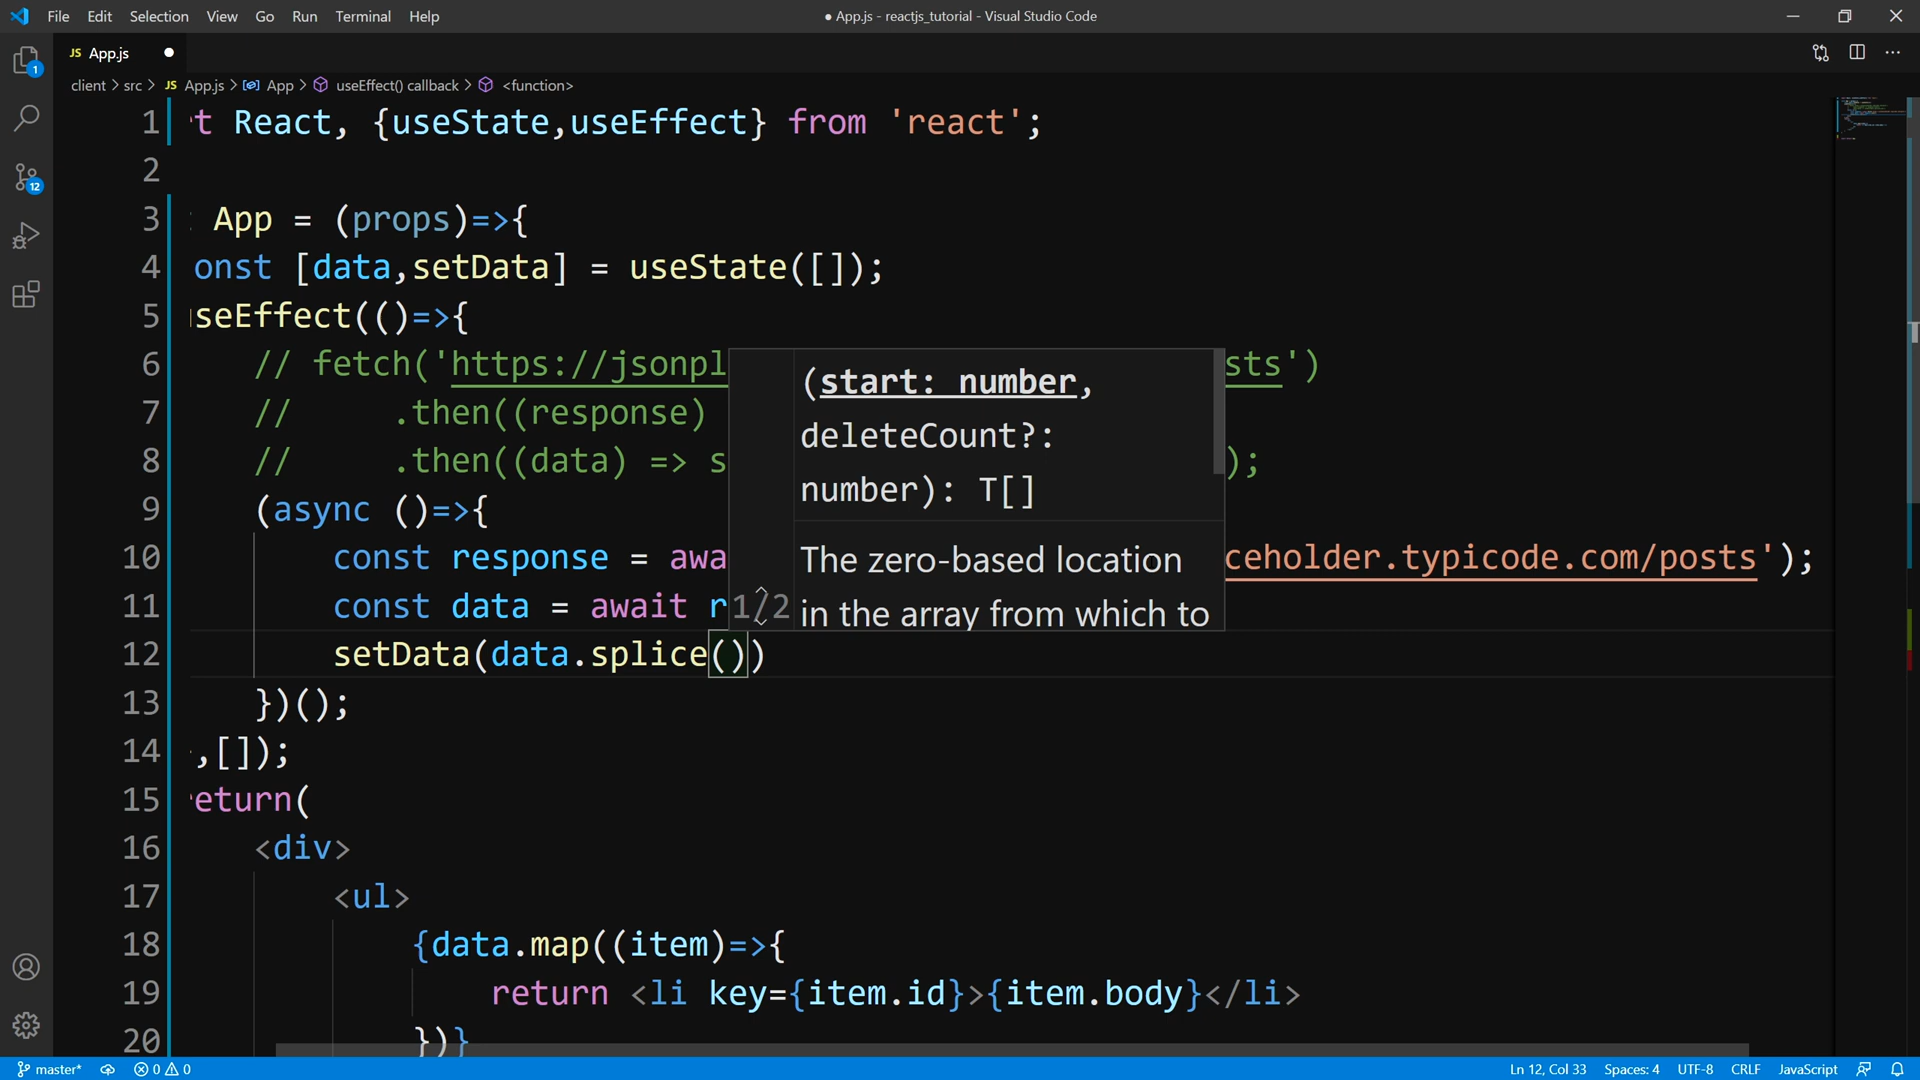 File Edit Selection View Go Run Terminal Help
● App.js - reactjs_tutorial - Visual Studio Code
JS App.js ●
client > src > JS App.js > App > useEffect() callback > <function>
1 t React, {useState,useEffect} from 'react';
2
3 App = (props)=>{
4 onst [data,setData] = useState([]);
5 seEffect(()=>{
6 // fetch('https://jsonpl sts')
7 // .then((response)
8 // .then((data) => s );
9 (async ()=>{
10 const response = awa ceholder.typicode.com/posts');
11 const data = await r
12 setData(data.splice())
13 })();
14 ,[]);
15 eturn(
16 <div>
17 <ul>
18 {data.map((item)=>{
19 return <li key={item.id}>{item.body}</li>
20 })}
(start: number,
deleteCount?:
number): T[]
The zero-based location
1/2 in the array from which to
1
12
master* 0 0 Ln 12, Col 33 Spaces: 4 UTF-8 CRLF JavaScript